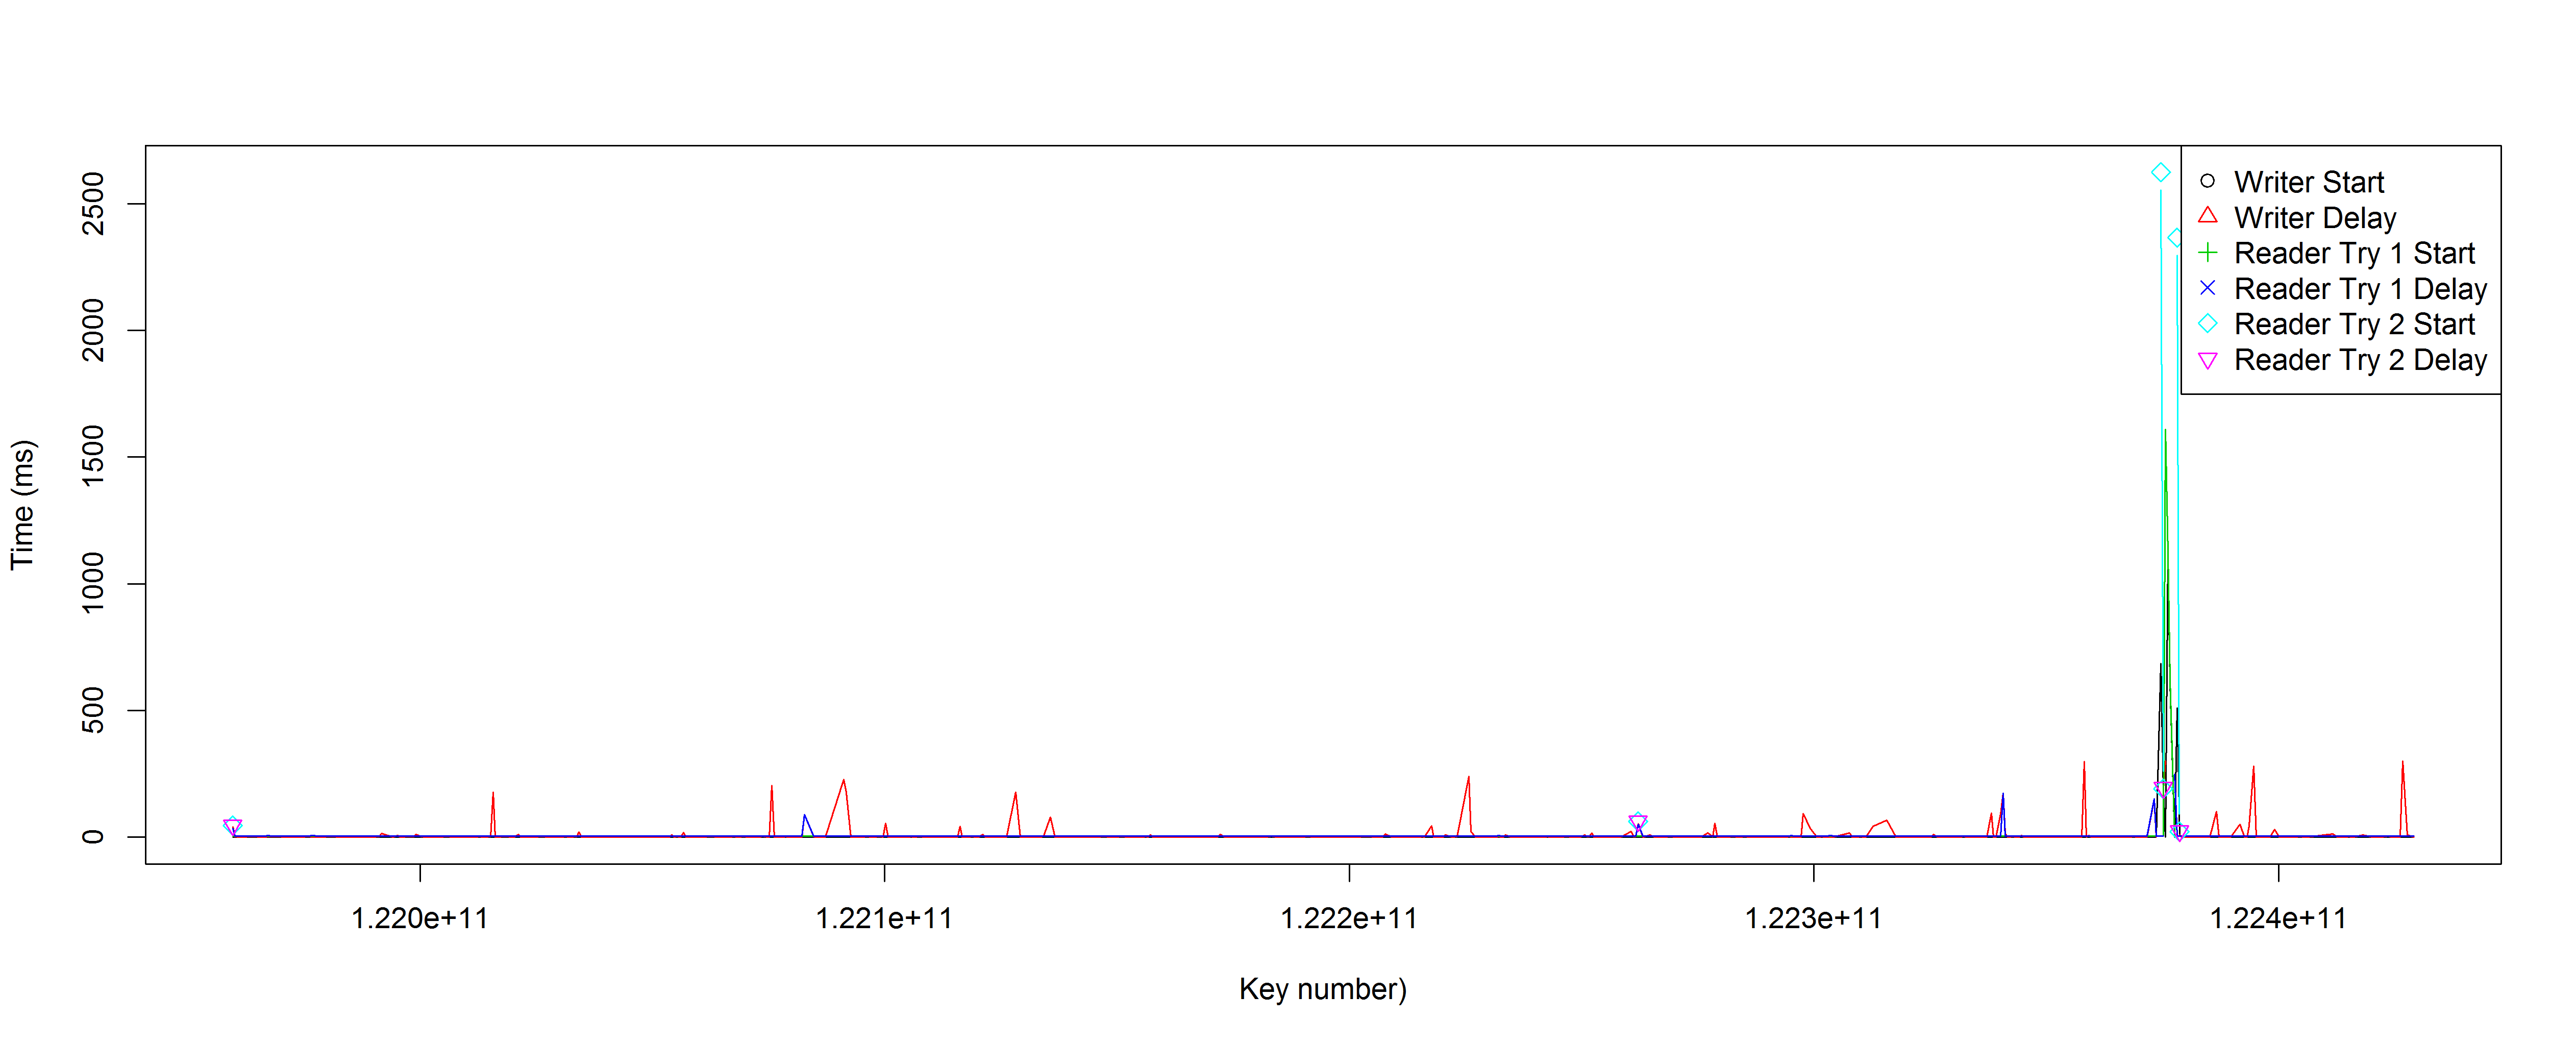 Writer Start
Writer Delay
Reader Try 1 Start
Reader Try 1 Delay
Reader Try 2 Start
Reader Try 2 Delay
Time (ms)
2500
2000
1500
1000
500
0
1.220e+11
1.221e+11
1.222e+11
1.223e+11
1.224e+11
Key number)